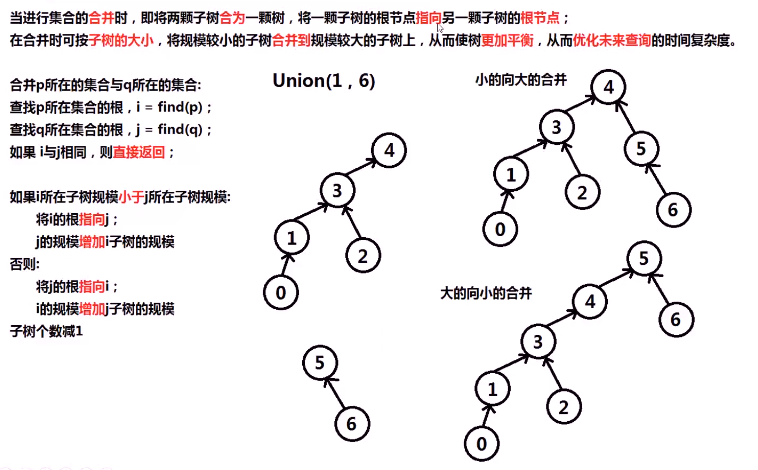 当进行集合的合并时，即将两颗子树合为一颗树，将一颗子树的根节点指向另一颗子树的根节点；
在合并时可按子树的大小，将规模较小的子树合并到规模较大的子树上，从而使树更加平衡，从而优化未来查询的时间复杂度。
合并p所在的集合与q所在的集合:
查找p所在集合的根，i = find(p)；
查找q所在集合的根，j = find(q)；
如果 i与j相同，则直接返回；
如果i所在子树规模小于j所在子树规模:
将i的根指向j；
j的规模增加i子树的规模
否则:
将j的根指向i；
i的规模增加j子树的规模
子树个数减1
Union(1 , 6)
4
3
1
2
0
5
6
小的向大的合并
4
3
5
1
2
6
0
大的向小的合并
5
4
6
3
1
2
0